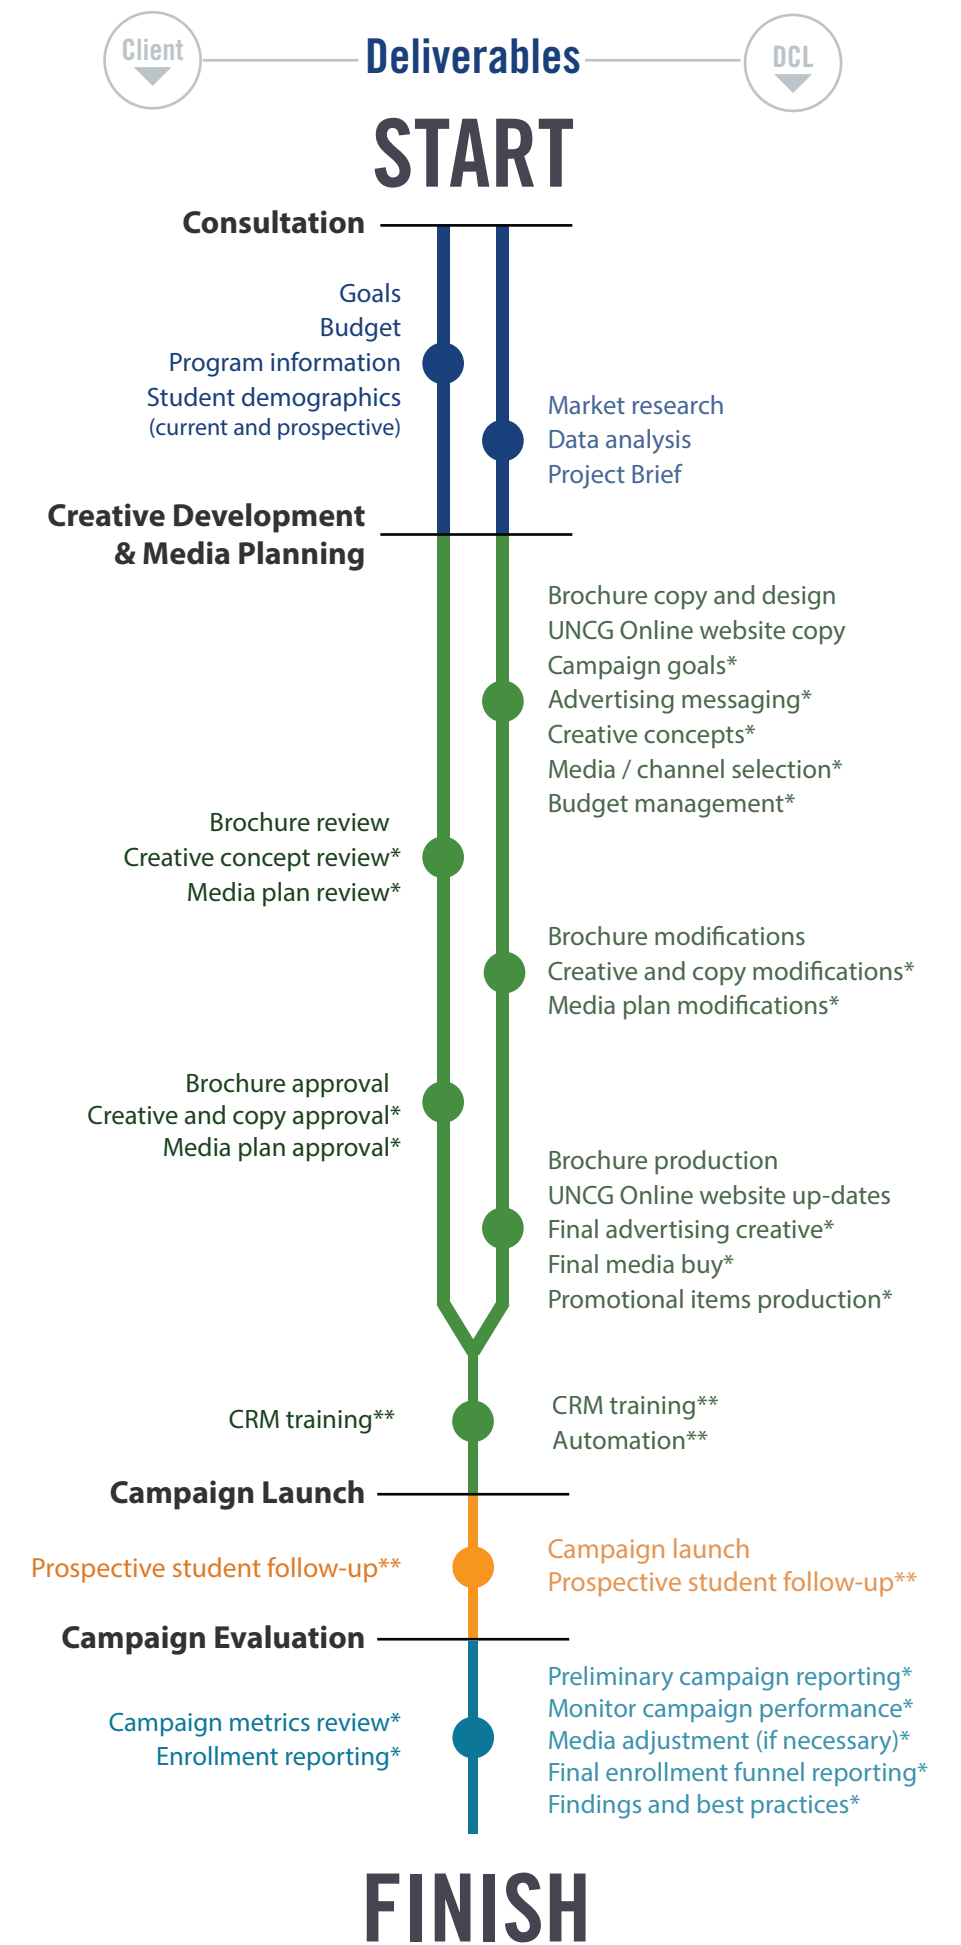 Client
Deliverables
DCL
START
Consultation
Goals
Budget
Program information
Student demographics
(current and prospective)
Market research
Data analysis
Project Brief
Creative Development
& Media Planning
Brochure copy and design
UNCG Online website copy
Campaign goals*
Advertising messaging*
Creative concepts*
Media / channel selection*
Budget management*
Brochure review
Creative concept review*
Media plan review*
Brochure modifications
Creative and copy modifications*
Media plan modifications*
Brochure approval
Creative and copy approval*
Media plan approval*
Brochure production
UNCG Online website up-dates
Final advertising creative*
Final media buy*
Promotional items production*
CRM training**
CRM training**
Automation**
Campaign Launch
Prospective student follow-up**
Campaign launch
Prospective student follow-up**
Campaign Evaluation
Campaign metrics review*
Enrollment reporting*
Preliminary campaign reporting*
Monitor campaign performance*
Media adjustment (if necessary)*
Final enrollment funnel reporting*
Findings and best practices*
FINISH